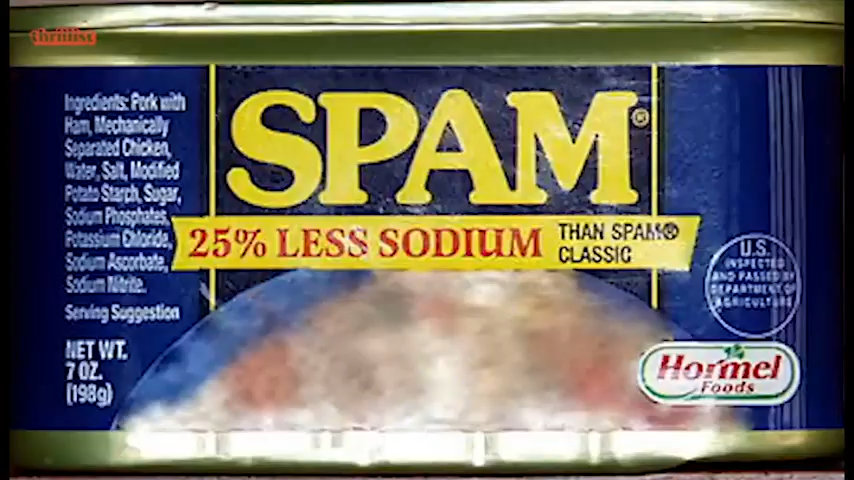 thrillist
Ingredients: Pork with
Ham, Mechanically
Separated Chicken,
Water, Salt, Modified
Potato Starch, Sugar,
Sodium Phosphates,
Potassium Chloride,
Sodium Ascorbate,
Sodium Nitrite.
Serving Suggestion
NET WT.
7 OZ.
(198g)
SPAM®
25% LESS SODIUM
THAN SPAM®
CLASSIC
U.S.
INSPECTED
AND PASSED BY
DEPARTMENT OF
AGRICULTURE
Hormel
Foods